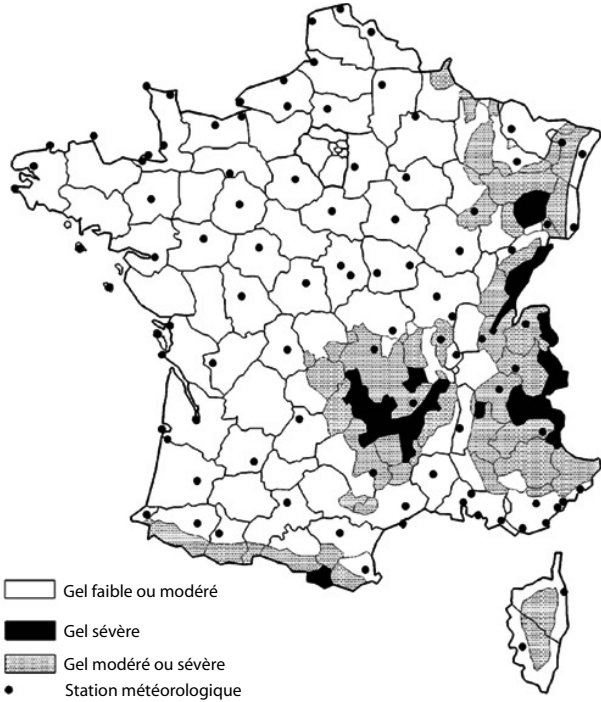 Gel faible ou modéré
Gel sévère
Gel modéré ou sévère
Station météorologique